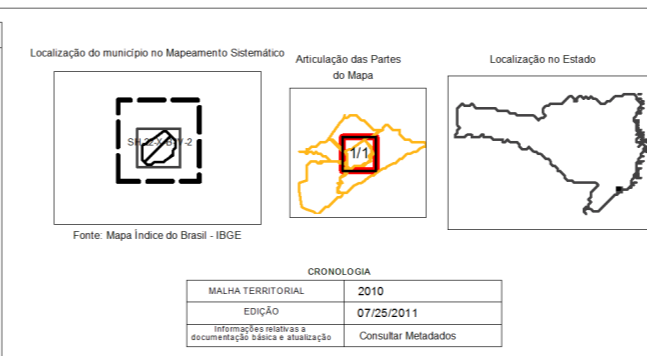 Localização do município no Mapeamento Sistemático
Articulação das Partes
do Mapa
Localização no Estado
1/1
Fonte: Mapa Índice do Brasil - IBGE
CRONOLOGIA
MALHA TERRITORIAL 2010
EDIÇÃO 07/25/2011
Informações relativas a
documentação básica e atualização Consultar Metadados